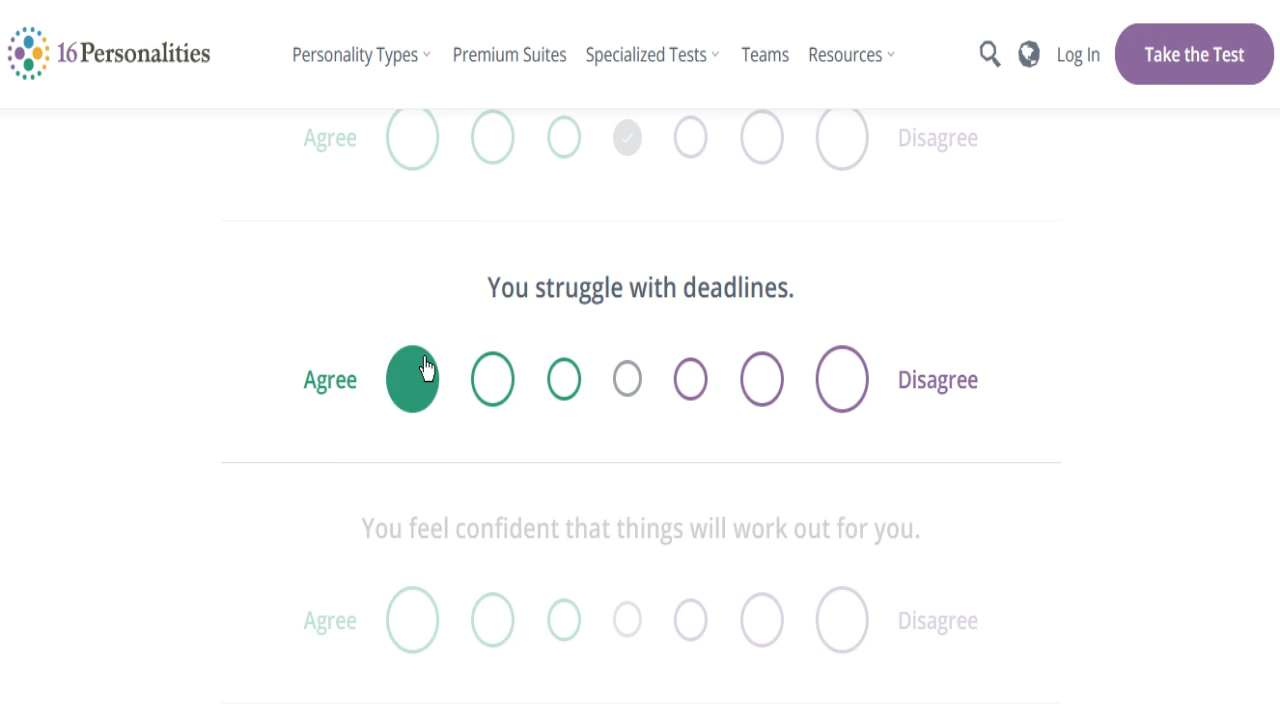 16Personalities Personality Types Premium Suites Specialized Tests Teams Resources Log In Take the Test
Agree Disagree
You struggle with deadlines.
Agree Disagree
You feel confident that things will work out for you.
Agree Disagree